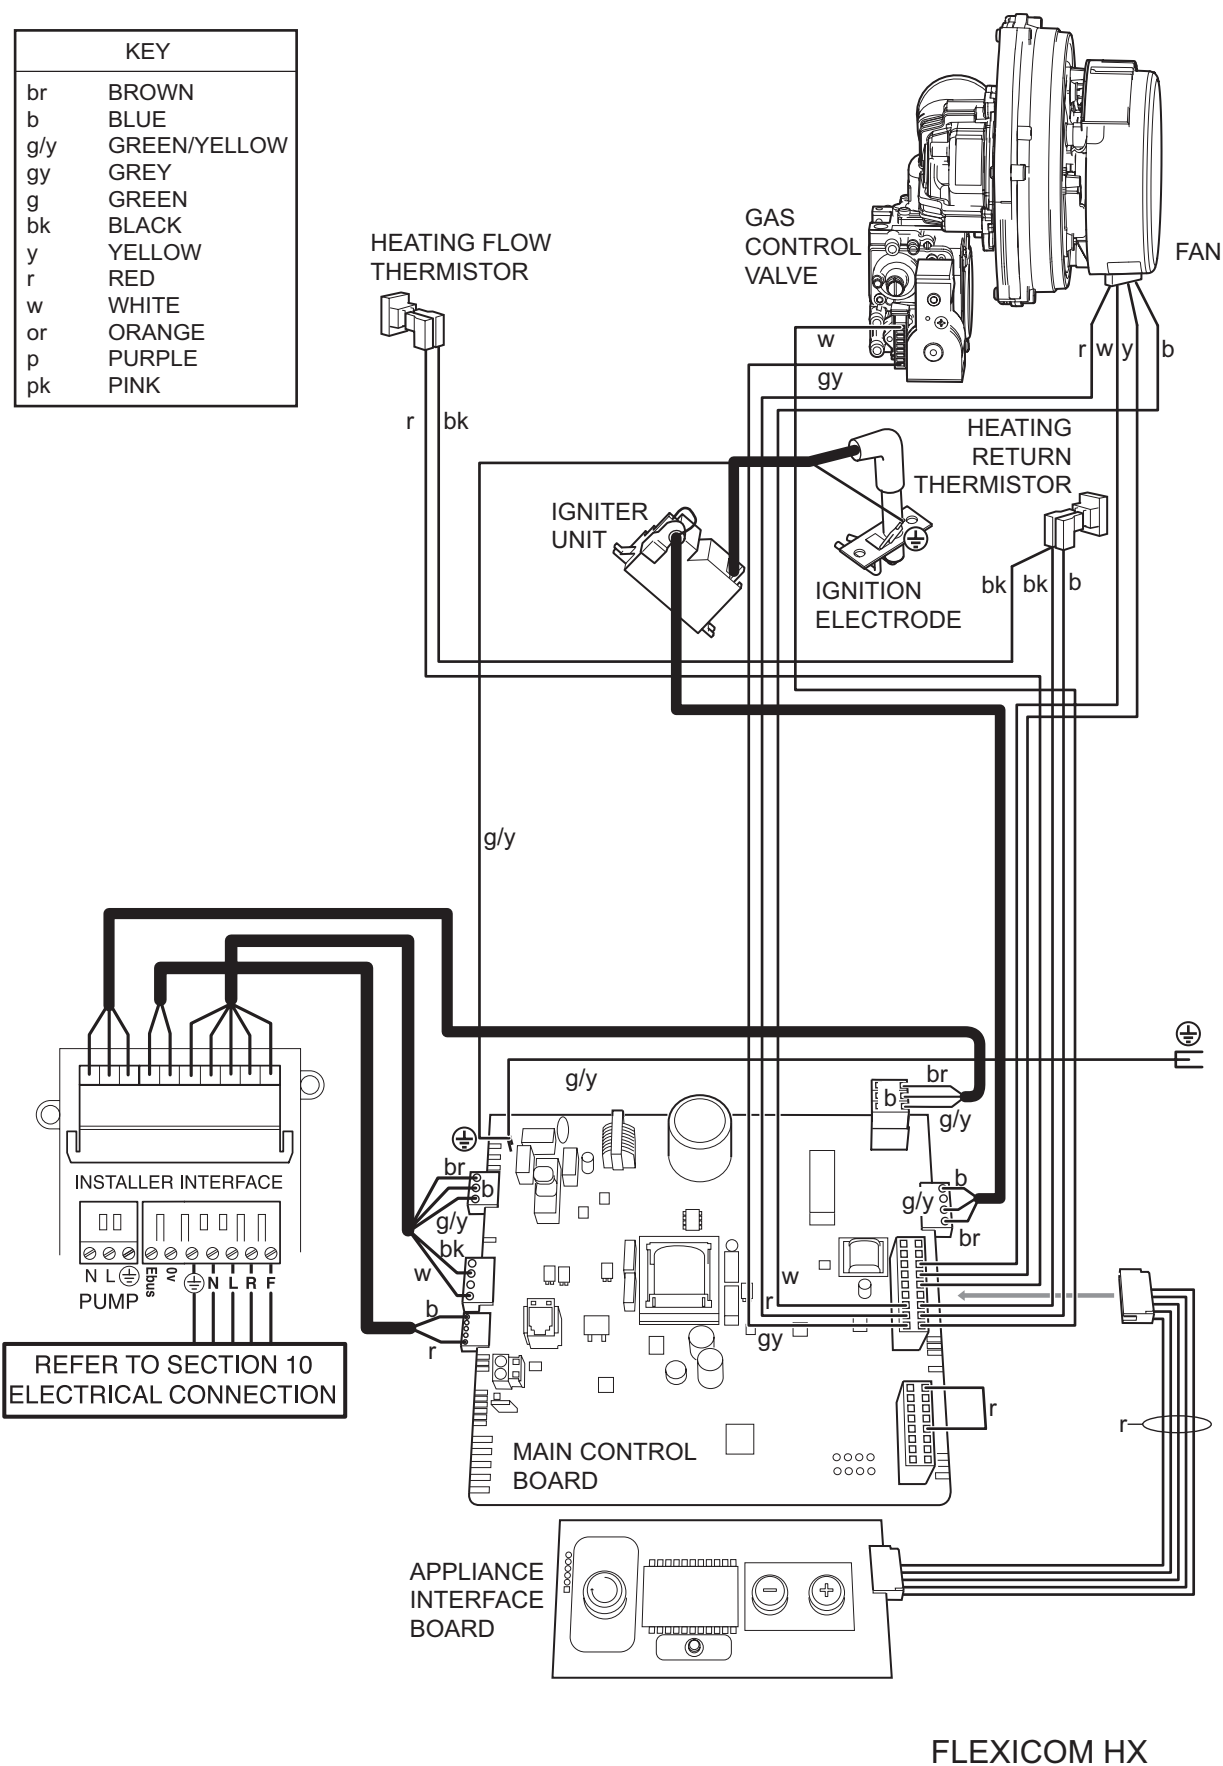 KEY
br BROWN
b BLUE
g/y GREEN/YELLOW
gy GREY
g GREEN
bk BLACK
y YELLOW
r RED
w WHITE
or ORANGE
p PURPLE
pk PINK
HEATING FLOW
THERMISTOR
GAS
CONTROL
VALVE
FAN
w
gy
r w y b
r bk
HEATING
RETURN
THERMISTOR
IGNITER
UNIT
IGNITION
ELECTRODE
bk bk b
g/y
g/y
br
b
g/y
br
b
g/y
bk
w
b
r
b
g/y
br
w
r
gy
INSTALLER INTERFACE
N L
PUMP
Ebus 0v N L R F
REFER TO SECTION 10
ELECTRICAL CONNECTION
r
r
MAIN CONTROL
BOARD
APPLIANCE
INTERFACE
BOARD
FLEXICOM HX